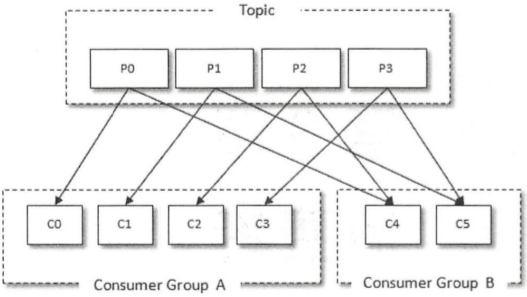 Topic
P0 P1 P2 P3
C0 C1 C2 C3 C4 C5
Consumer Group A Consumer Group B